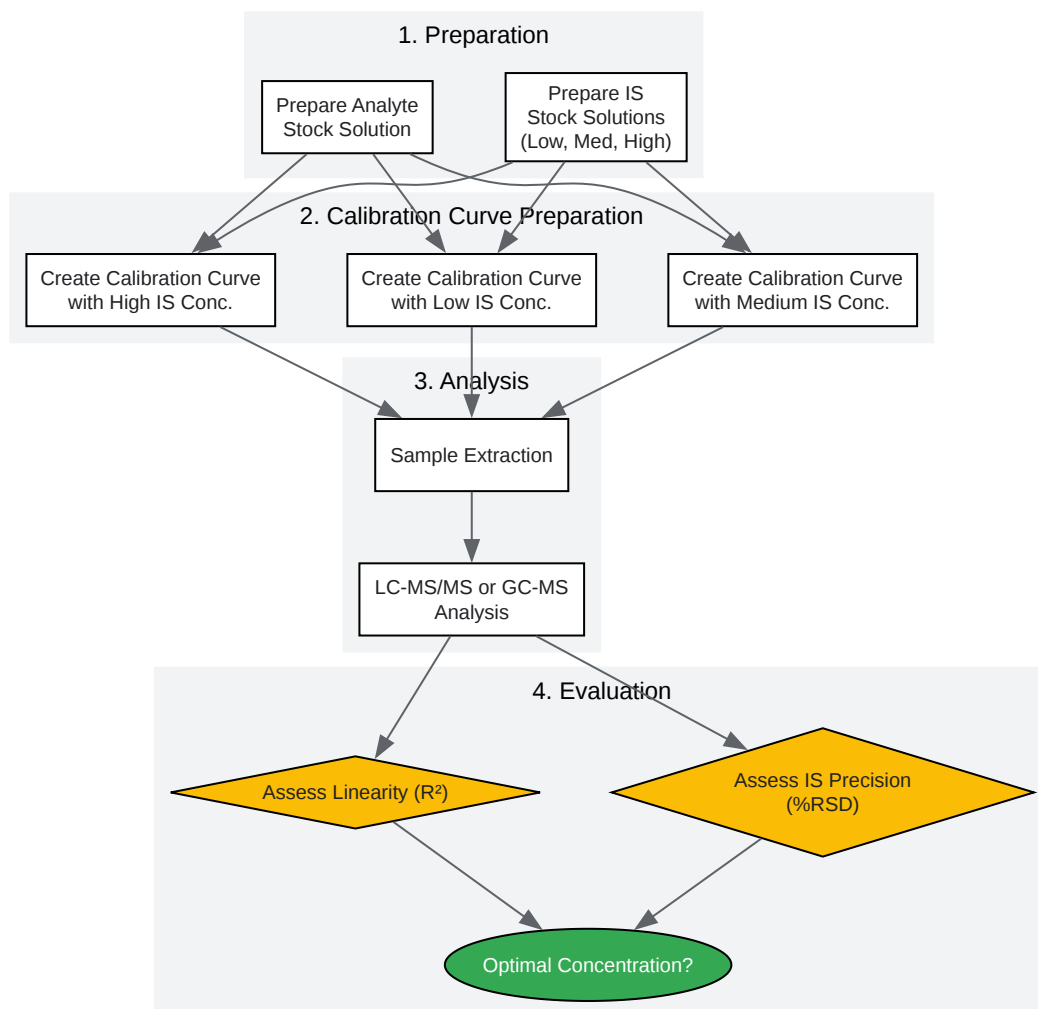 1. Preparation
Prepare Analyte
Stock Solution
Prepare IS
Stock Solutions
(Low, Med, High)
2. Calibration Curve Preparation
Create Calibration Curve
with High IS Conc.
Create Calibration Curve
with Low IS Conc.
Create Calibration Curve
with Medium IS Conc.
3. Analysis
Sample Extraction
LC-MS/MS or GC-MS
Analysis
4. Evaluation
Assess Linearity (R²)
Assess IS Precision
(%RSD)
Optimal Concentration?